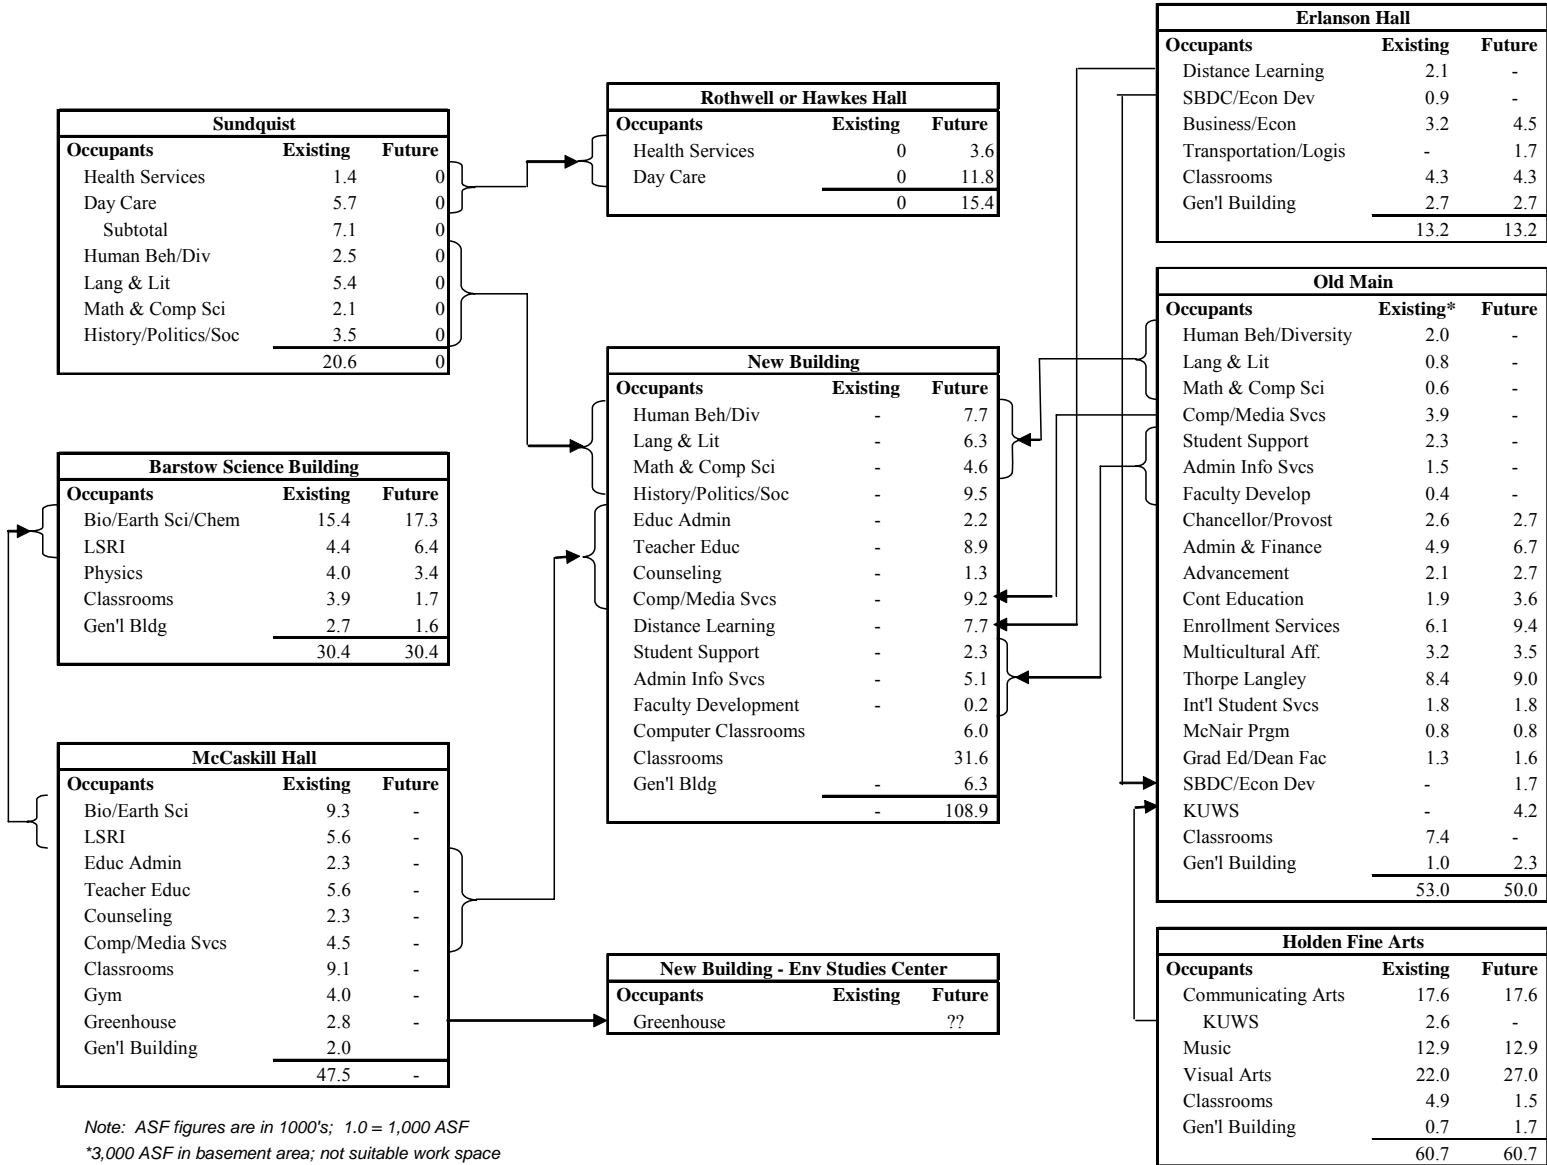 Sundquist
Occupants Existing Future
Health Services 1.4 0
Day Care 5.7 0
Subtotal 7.1 0
Human Beh/Div 2.5 0
Lang & Lit 5.4 0
Math & Comp Sci 2.1 0
History/Politics/Soc 3.5 0
20.6 0
Barstow Science Building
Occupants Existing Future
Bio/Earth Sci/Chem 15.4 17.3
LSRI 4.4 6.4
Physics 4.0 3.4
Classrooms 3.9 1.7
Gen'l Bldg 2.7 1.6
30.4 30.4
McCaskill Hall
Occupants Existing Future
Bio/Earth Sci 9.3 -
LSRI 5.6 -
Educ Admin 2.3 -
Teacher Educ 5.6 -
Counseling 2.3 -
Comp/Media Svcs 4.5 -
Classrooms 9.1 -
Gym 4.0 -
Greenhouse 2.8 -
Gen'l Building 2.0
47.5 -
Note: ASF figures are in 1000's; 1.0 = 1,000 ASF
*3,000 ASF in basement area; not suitable work space
Rothwell or Hawkes Hall
Occupants Existing Future
Health Services 0 3.6
Day Care 0 11.8
0 15.4
New Building
Occupants Existing Future
Human Beh/Div - 7.7
Lang & Lit - 6.3
Math & Comp Sci - 4.6
History/Politics/Soc - 9.5
Educ Admin - 2.2
Teacher Educ - 8.9
Counseling - 1.3
Comp/Media Svcs - 9.2
Distance Learning - 7.7
Student Support - 2.3
Admin Info Svcs - 5.1
Faculty Development - 0.2
Computer Classrooms 6.0
Classrooms 31.6
Gen'l Bldg - 6.3
- 108.9
New Building - Env Studies Center
Occupants Existing Future
Greenhouse ??
Erlanson Hall
Occupants Existing Future
Distance Learning 2.1 -
SBDC/Econ Dev 0.9 -
Business/Econ 3.2 4.5
Transportation/Logis - 1.7
Classrooms 4.3 4.3
Gen'l Building 2.7 2.7
13.2 13.2
Old Main
Occupants Existing* Future
Human Beh/Diversity 2.0 -
Lang & Lit 0.8 -
Math & Comp Sci 0.6 -
Comp/Media Svcs 3.9 -
Student Support 2.3 -
Admin Info Svcs 1.5 -
Faculty Develop 0.4 -
Chancellor/Provost 2.6 2.7
Admin & Finance 4.9 6.7
Advancement 2.1 2.7
Cont Education 1.9 3.6
Enrollment Services 6.1 9.4
Multicultural Aff. 3.2 3.5
Thorpe Langley 8.4 9.0
Int'l Student Svcs 1.8 1.8
McNair Prgm 0.8 0.8
Grad Ed/Dean Fac 1.3 1.6
SBDC/Econ Dev - 1.7
KUWS - 4.2
Classrooms 7.4 -
Gen'l Building 1.0 2.3
53.0 50.0
Holden Fine Arts
Occupants Existing Future
Communicating Arts 17.6 17.6
KUWS 2.6 -
Music 12.9 12.9
Visual Arts 22.0 27.0
Classrooms 4.9 1.5
Gen'l Building 0.7 1.7
60.7 60.7